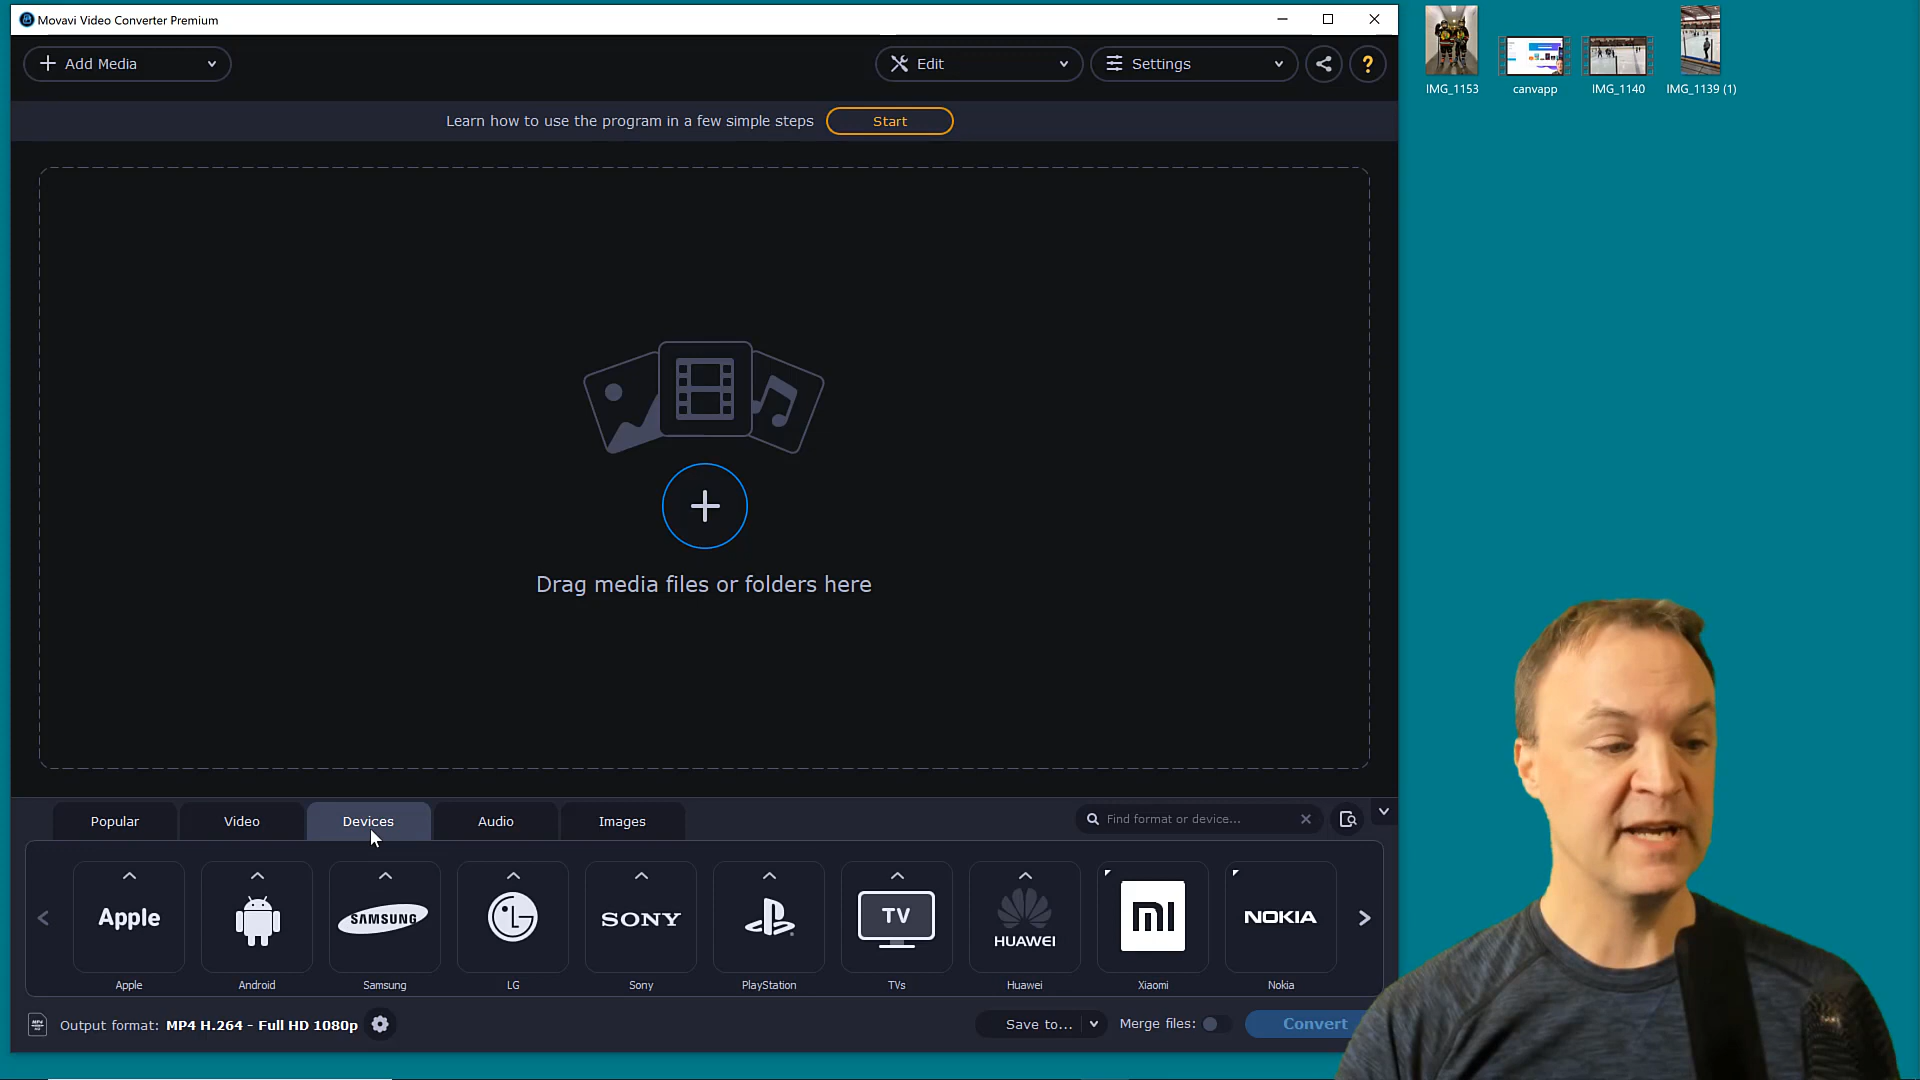 Movavi Video Converter Premium
Add Media
Edit
Settings
?
Learn how to use the program in a few simple steps
Start
IMG_1153
canvapp
IMG_1140
IMG_1139 (1)
Drag media files or folders here
Popular
Video
Devices
Audio
Images
Find format or device...
Apple
SAMSUNG
LG
SONY
TV
HUAWEI
MI
NOKIA
Apple
Android
Samsung
LG
Sony
PlayStation
TVs
Huawei
Xiaomi
Nokia
Output format: MP4 H.264 - Full HD 1080p
Save to...
Merge files:
Convert